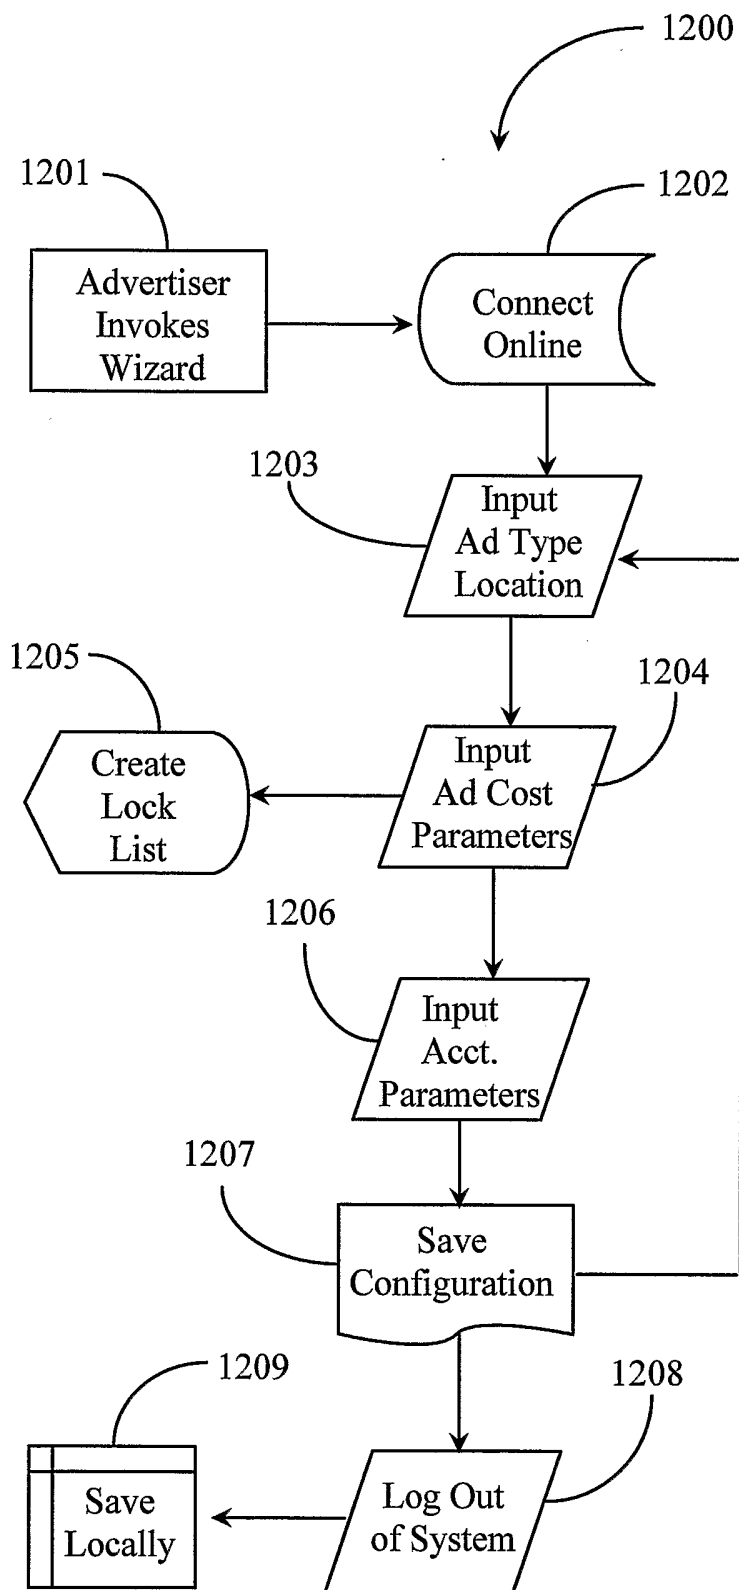 1200
1201
1202
Advertiser
Invokes
Wizard
Connect
Online
1203
Input
Ad Type
Location
1205
1204
Create
Lock
List
Input
Ad Cost
Parameters
1206
Input
Acct.
Parameters
1207
Save
Configuration
1209
1208
Save
Locally
Log Out
of System